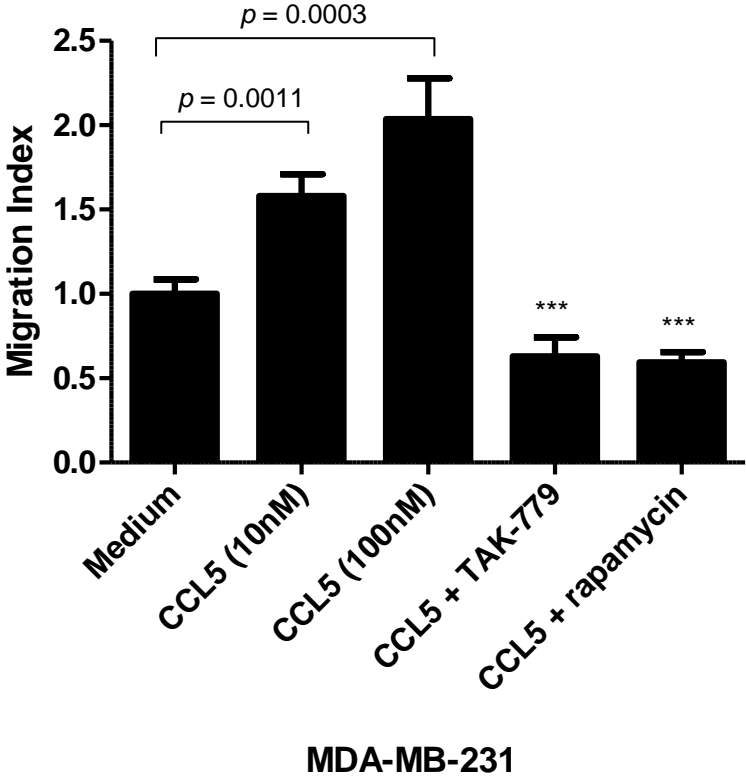 p = 0.0003
p = 0.0011
Migration Index
2.5
2.0
1.5
1.0
0.5
0.0
***
***
Medium
CCL5 (10nM)
CCL5 (100nM)
CCL5 + TAK-779
CCL5 + rapamycin
MDA-MB-231